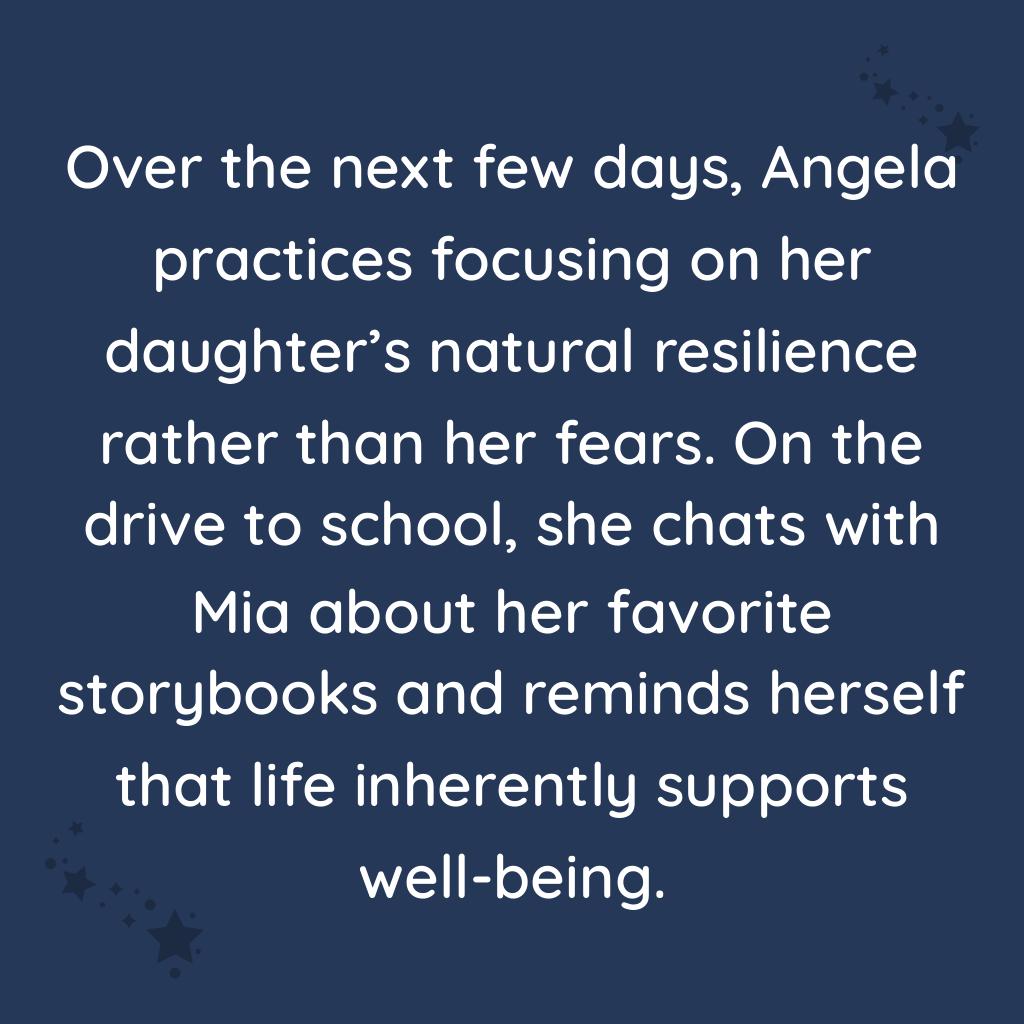 Over the next few days, Angela
practices focusing on her
daughter’s natural resilience
rather than her fears. On the
drive to school, she chats with
Mia about her favorite
storybooks and reminds herself
that life inherently supports
well-being.